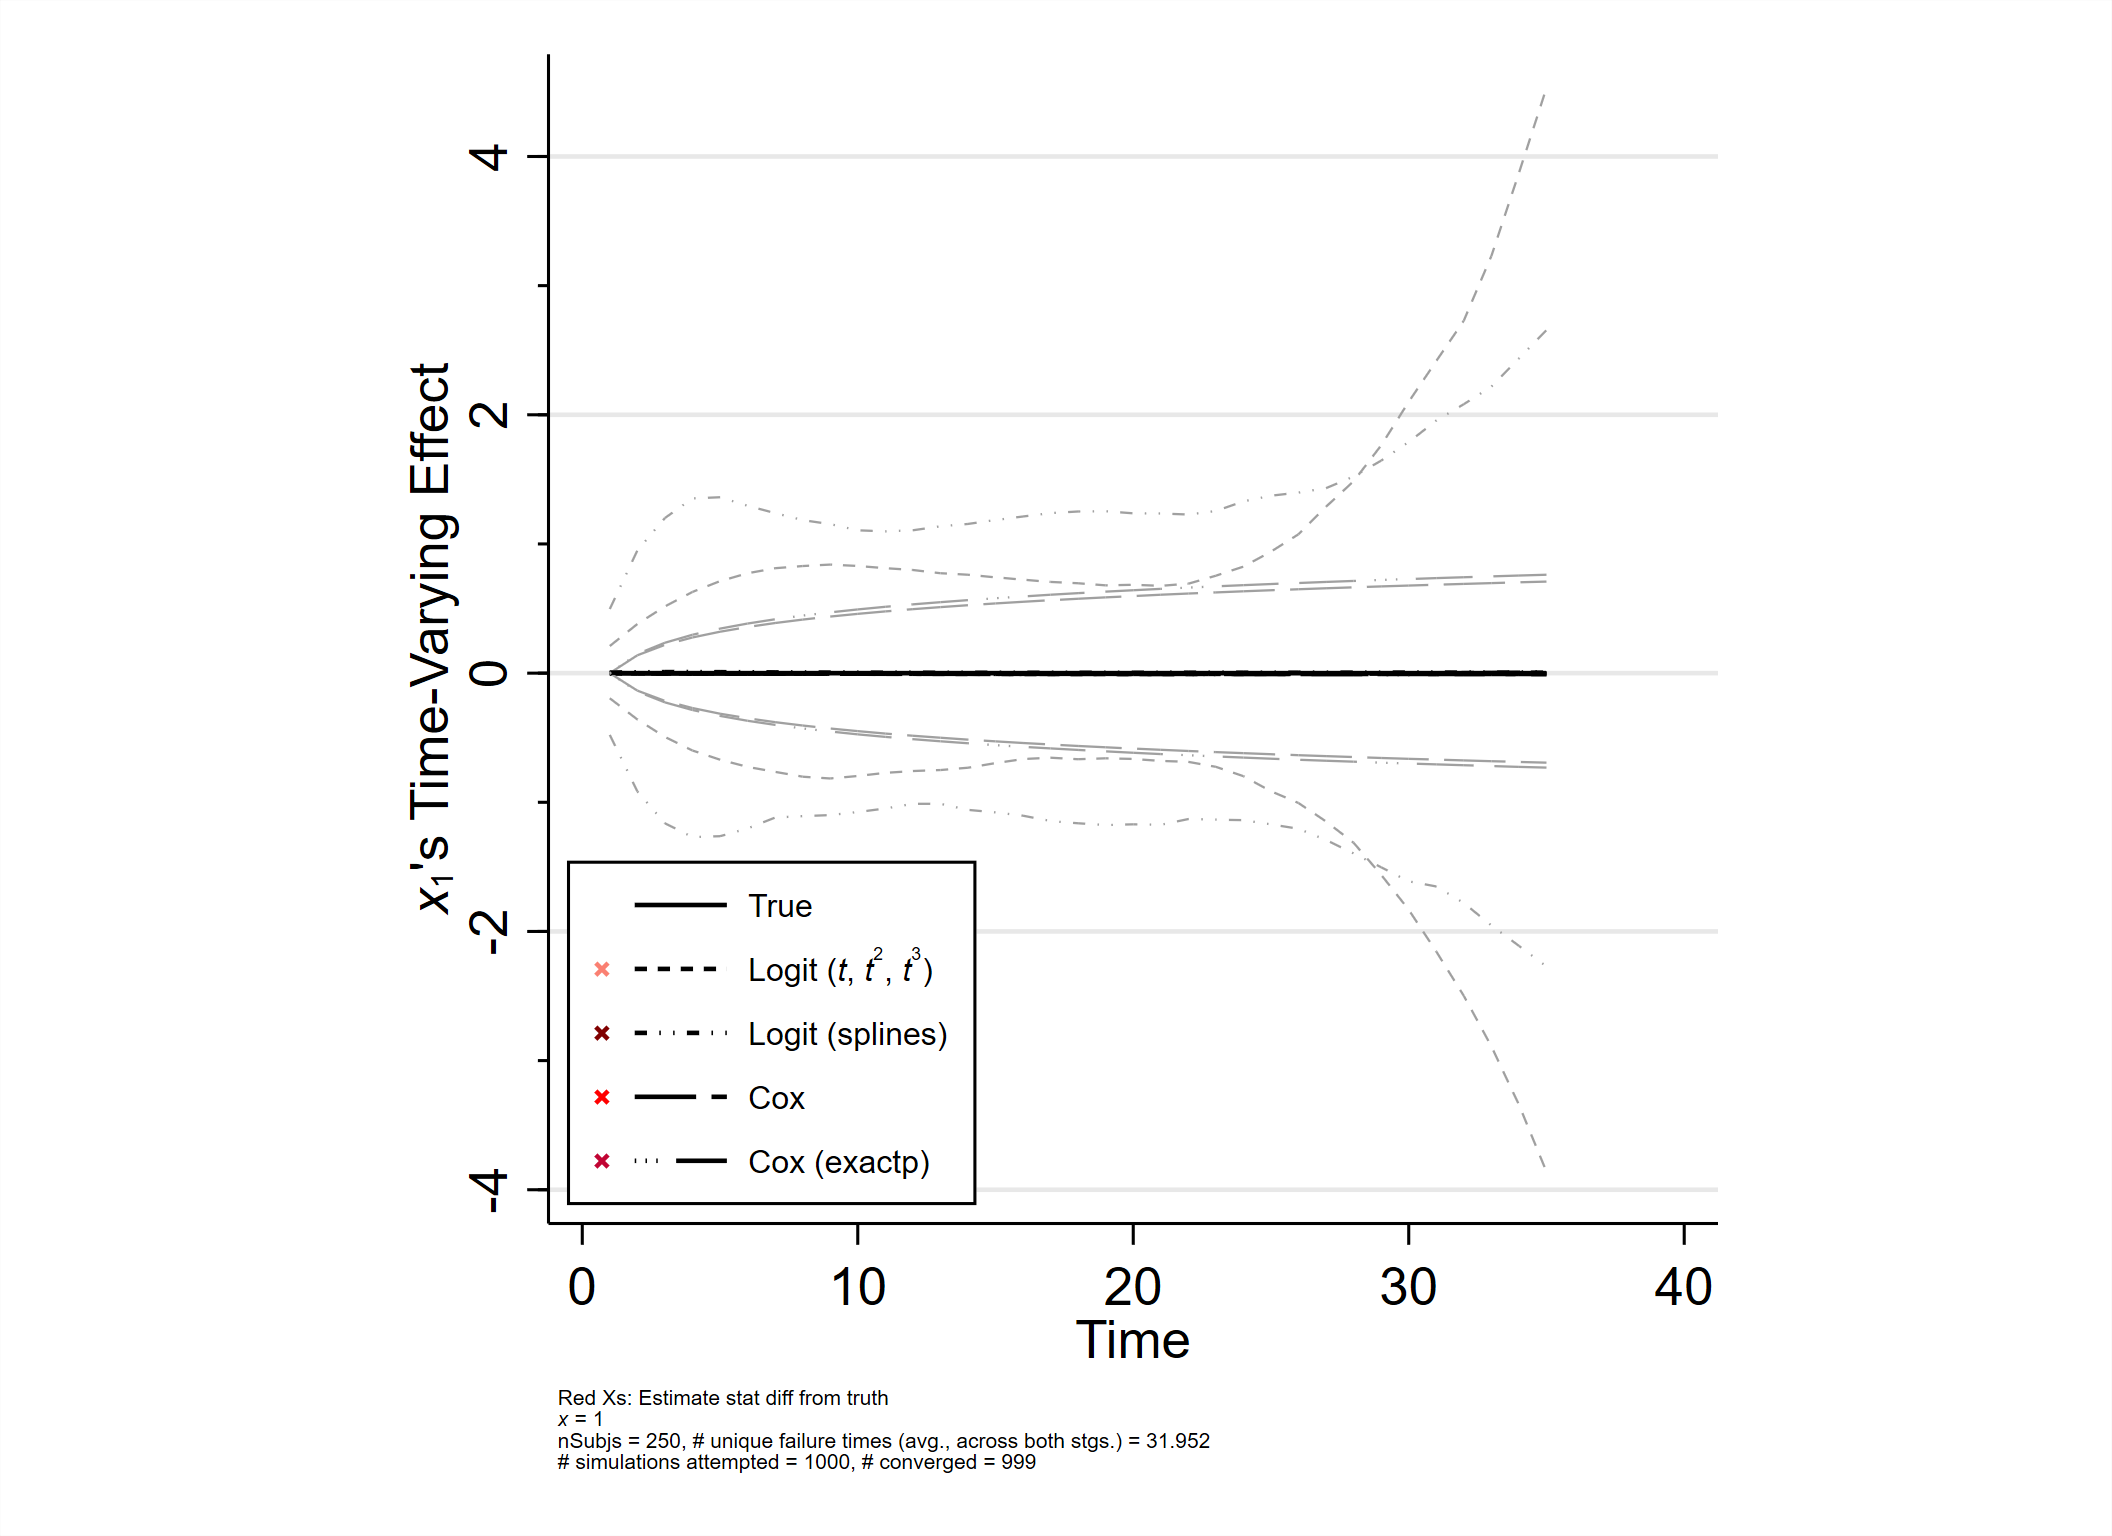 x₁'s Time-Varying Effect
4
2
0
-2
-4
True
Logit (t, t², t³)
Logit (splines)
Cox
Cox (exactp)
0 10 20 30 40
Time
Red Xs: Estimate stat diff from truth
x = 1
nSubjs = 250, # unique failure times (avg., across both stgs.) = 31.952
# simulations attempted = 1000, # converged = 999